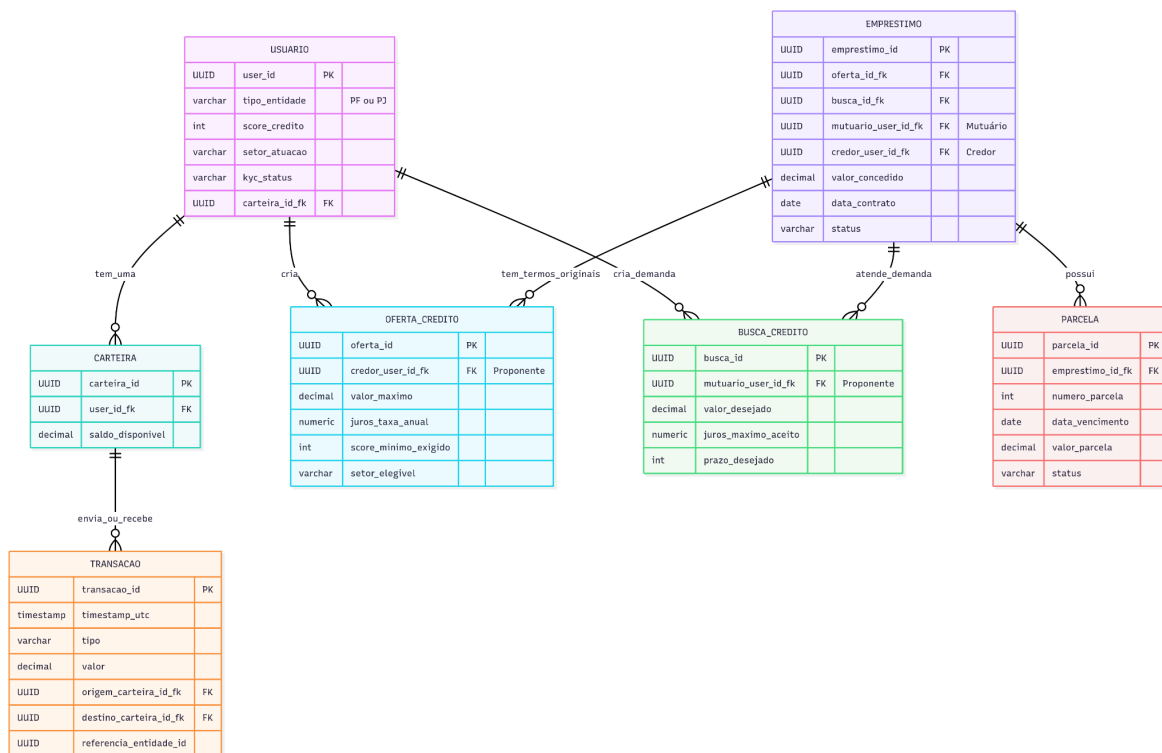 EMPRESTIMO
UUID emprestimo_id PK
UUID oferta_id_fk FK
UUID busca_id_fk FK
UUID mutuario_user_id_fk FK Mutuário
UUID credor_user_id_fk FK Credor
decimal valor_concedido
date data_contrato
varchar status
USUARIO
UUID user_id PK
varchar tipo_entidade PF ou PJ
int score_credito
varchar setor_atuacao
varchar kyc_status
UUID carteira_id_fk FK
tem_uma
cria
tem_termos_originais
cria_demanda
atende_demanda
possui
CARTEIRA
UUID carteira_id PK
UUID user_id_fk FK
decimal saldo_disponivel
OFERTA_CREDITO
UUID oferta_id PK
UUID credor_user_id_fk FK Proponente
decimal valor_maximo
numeric juros_taxa_anual
int score_minimo_exigido
varchar setor_elegivel
BUSCA_CREDITO
UUID busca_id PK
UUID mutuario_user_id_fk FK Proponente
decimal valor_desejado
numeric juros_maximo_aceito
int prazo_desejado
PARCELA
UUID parcela_id PK
UUID emprestimo_id_fk FK
int numero_parcela
date data_vencimento
decimal valor_parcela
varchar status
envia_ou_recebe
TRANSACAO
UUID transacao_id PK
timestamp timestamp_utc
varchar tipo
decimal valor
UUID origem_carteira_id_fk FK
UUID destino_carteira_id_fk FK
UUID referencia_entidade_id